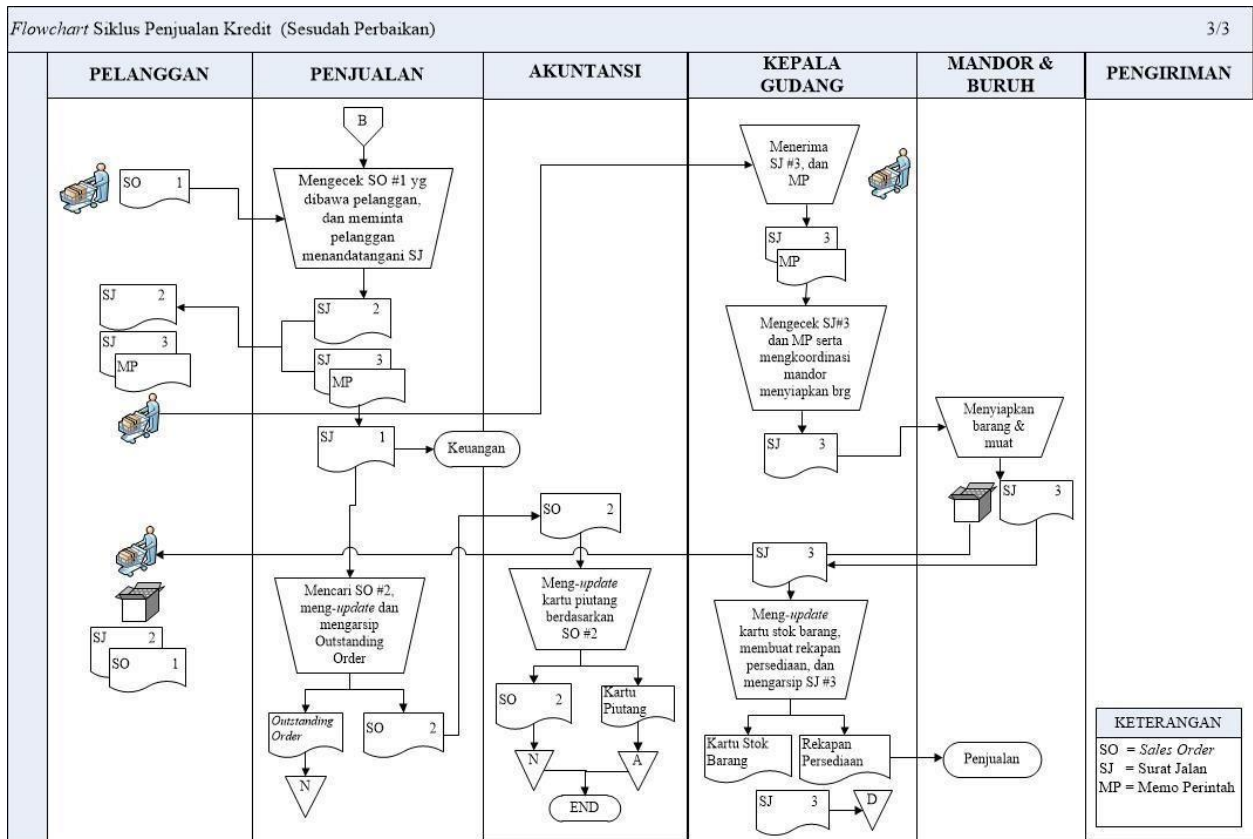 Flowchart Siklus Penjualan Kredit (Sesudah Perbaikan)
3/3
PELANGGAN
PENJUALAN
AKUNTANSI
KEPALA
GUDANG
MANDOR &
BURUH
PENGIRIMAN
SO 1
SJ 2
SJ 3
MP
SJ 2
SO 1
B
Mengecek SO #1 yg
dibawa pelanggan,
dan meminta
pelanggan
menandatangani SJ
SJ 2
SJ 3
MP
SJ 1
Keuangan
Mencari SO #2,
meng-update dan
mengarsip
Outstanding
Order
Outstanding
Order
SO 2
N
SO 2
Meng-update
kartu piutang
berdasarkan
SO #2
SO 2
Kartu
Piutang
N
A
END
Menerima
SJ #3, dan
MP
SJ 3
MP
Mengecek SJ#3
dan MP serta
mengkoordinasi
mandor
menyiapkan brg
SJ 3
SJ 3
Meng-update
kartu stok barang,
membuat rekapan
persediaan, dan
mengarsip SJ #3
Kartu Stok
Barang
Rekapan
Persediaan
SJ 3
D
Menyiapkan
barang &
muat
SJ 3
Penjualan
KETERANGAN
SO = Sales Order
SJ = Surat Jalan
MP = Memo Perintah